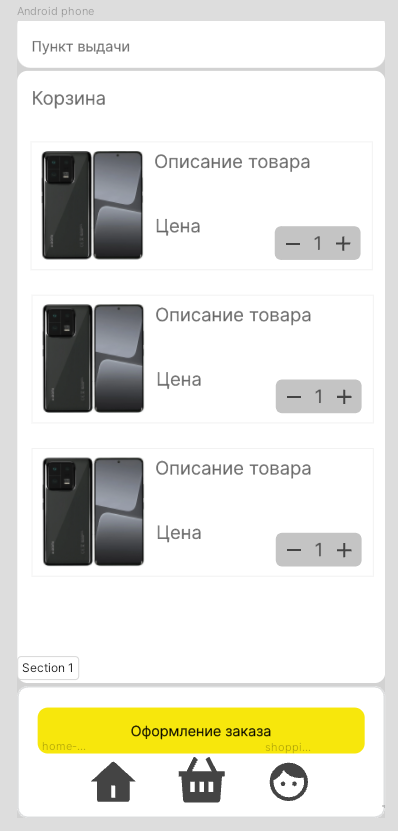 Android phone
Пункт выдачи
Корзина
Описание товара
Цена
1
Описание товара
Цена
1
Описание товара
Цена
1
Section 1
Оформление заказа
home-...
shoppi...